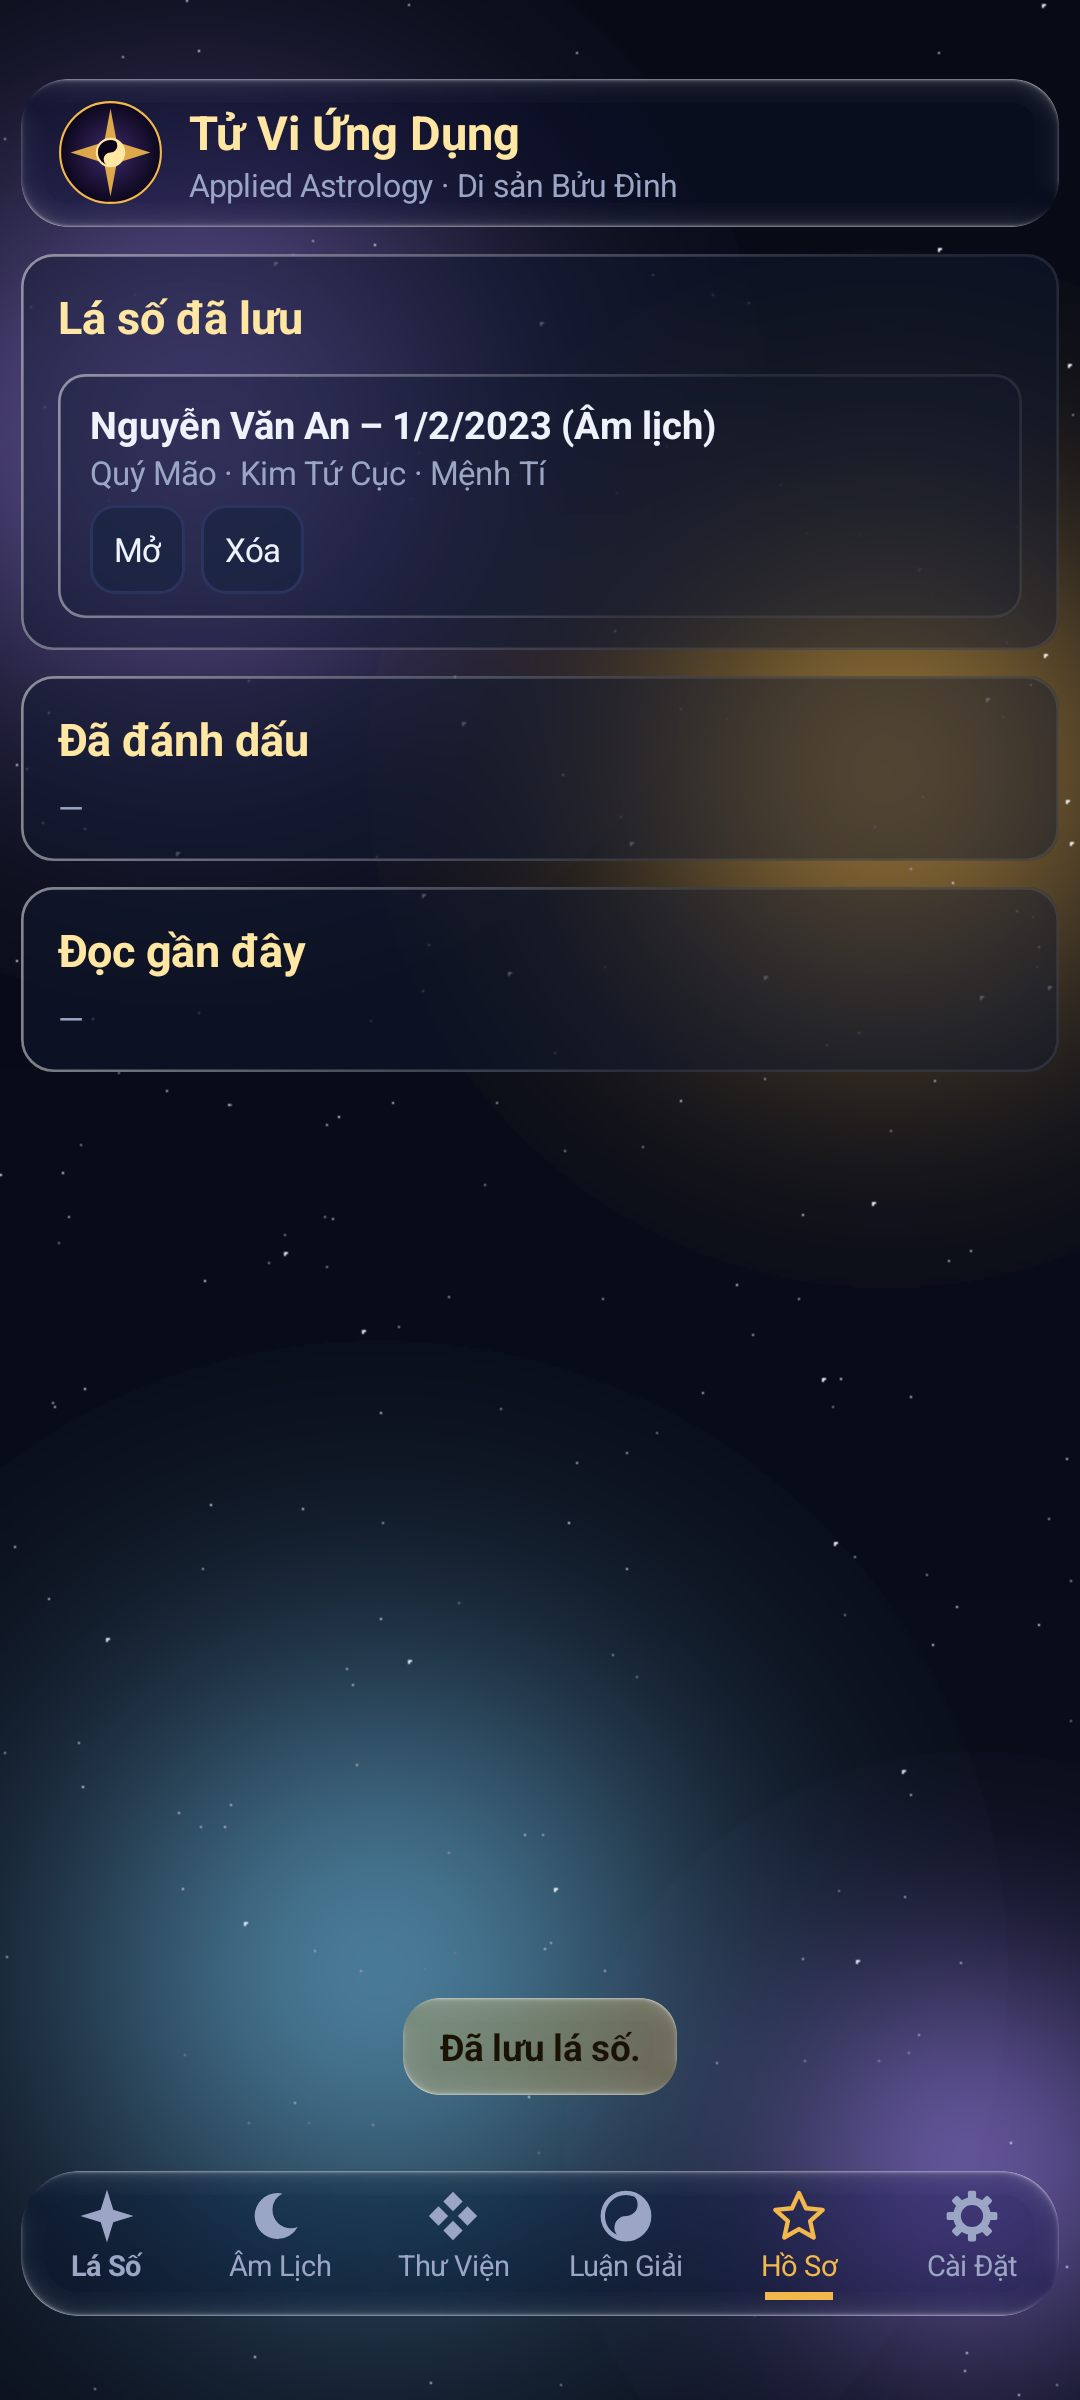 Tử Vi Ứng Dụng
Applied Astrology · Di sản Bửu Đình
Lá số đã lưu
Nguyễn Văn An – 1/2/2023 (Âm lịch)
Quý Mão · Kim Tứ Cục · Mệnh Tí
Mở Xóa
Đã đánh dấu
—
Đọc gần đây
—
Đã lưu lá số.
Lá Số Âm Lịch Thư Viện Luận Giải Hồ Sơ Cài Đặt